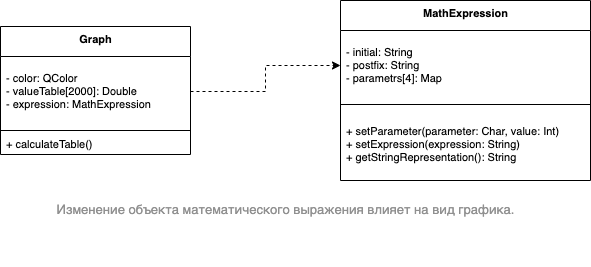 Graph
- color: QColor
- valueTable[2000]: Double
- expression: MathExpression
+ calculateTable()
MathExpression
- initial: String
- postfix: String
- parametrs[4]: Map
+ setParameter(parameter: Char, value: Int)
+ setExpression(expression: String)
+ getStringRepresentation(): String
Изменение объекта математического выражения влияет на вид графика.